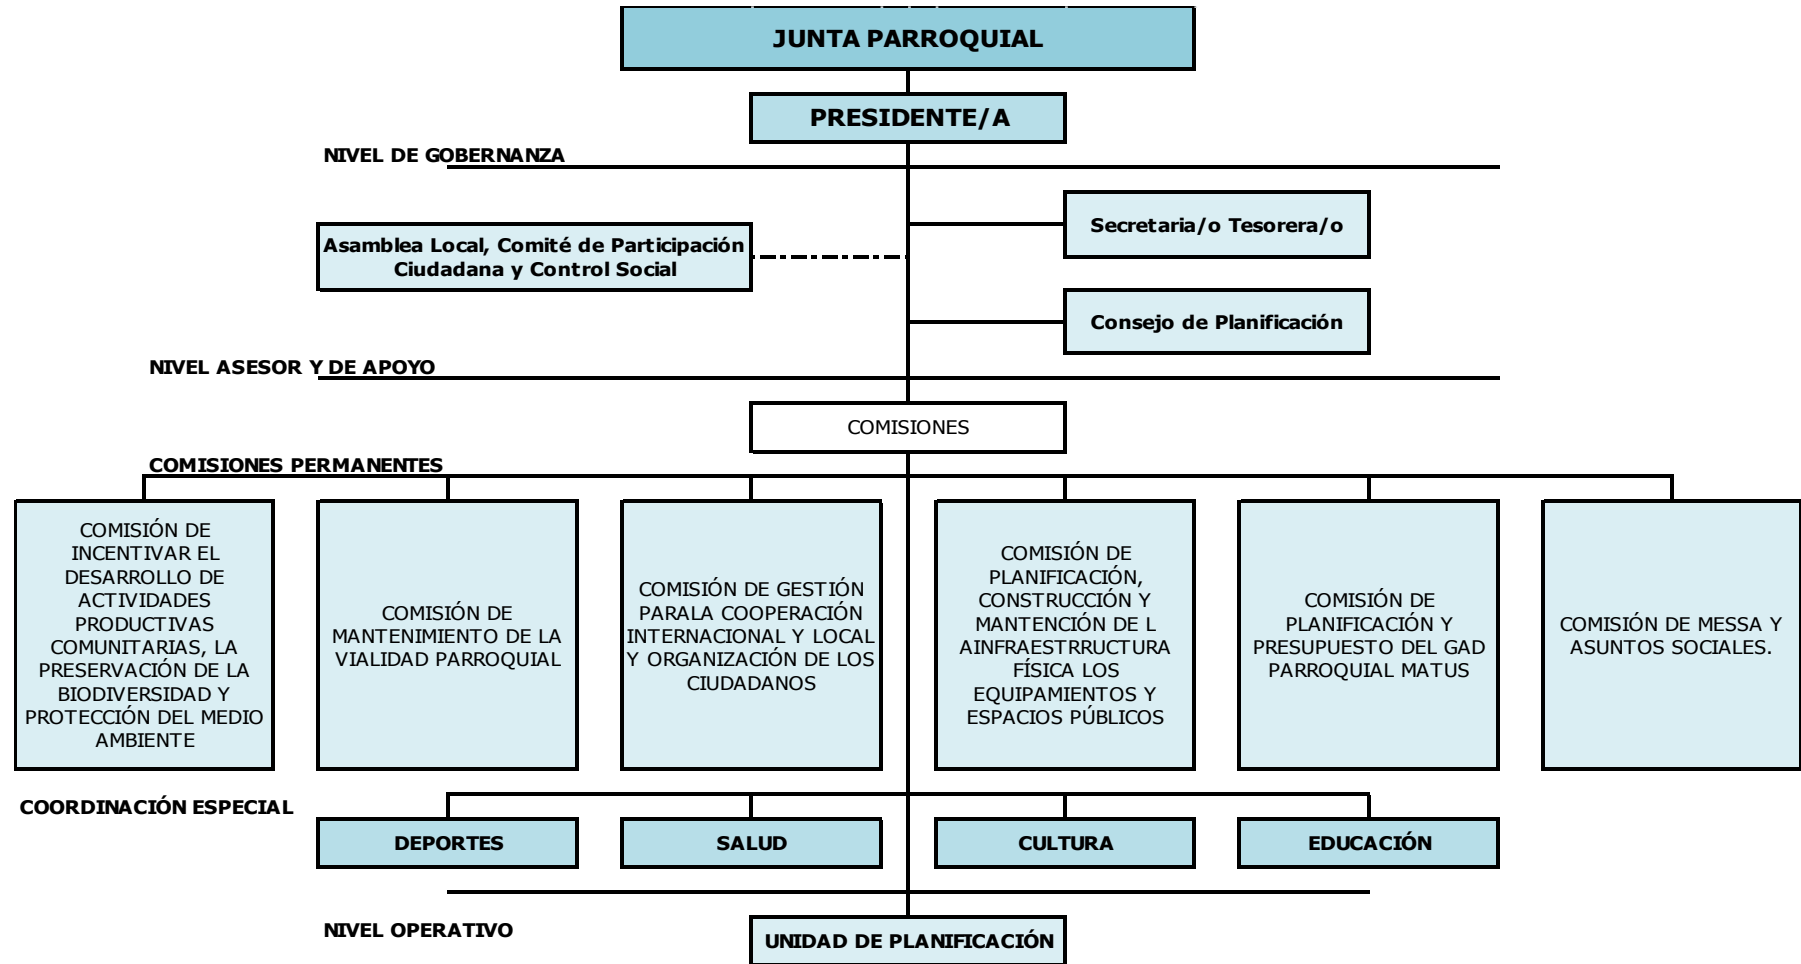 JUNTA PARROQUIAL
PRESIDENTE/A
NIVEL DE GOBERNANZA
Secretaria/o Tesorera/o
Asamblea Local, Comité de Participación
Ciudadana y Control Social
Consejo de Planificación
NIVEL ASESOR Y DE APOYO
COMISIONES
COMISIONES PERMANENTES
COMISIÓN DE
INCENTIVAR EL
DESARROLLO DE
ACTIVIDADES
PRODUCTIVAS
COMUNITARIAS, LA
PRESERVACIÓN DE LA
BIODIVERSIDAD Y
PROTECCIÓN DEL MEDIO
AMBIENTE
COMISIÓN DE
MANTENIMIENTO DE LA
VIALIDAD PARROQUIAL
COMISIÓN DE GESTIÓN
PARALA COOPERACIÓN
INTERNACIONAL Y LOCAL
Y ORGANIZACIÓN DE LOS
CIUDADANOS
COMISIÓN DE
PLANIFICACIÓN,
CONSTRUCCIÓN Y
MANTENCIÓN DE L
AINFRAESTRRUCTURA
FÍSICA LOS
EQUIPAMIENTOS Y
ESPACIOS PÚBLICOS
COMISIÓN DE
PLANIFICACIÓN Y
PRESUPUESTO DEL GAD
PARROQUIAL MATUS
COMISIÓN DE MESSA Y
ASUNTOS SOCIALES.
COORDINACIÓN ESPECIAL
DEPORTES
SALUD
CULTURA
EDUCACIÓN
NIVEL OPERATIVO
UNIDAD DE PLANIFICACIÓN